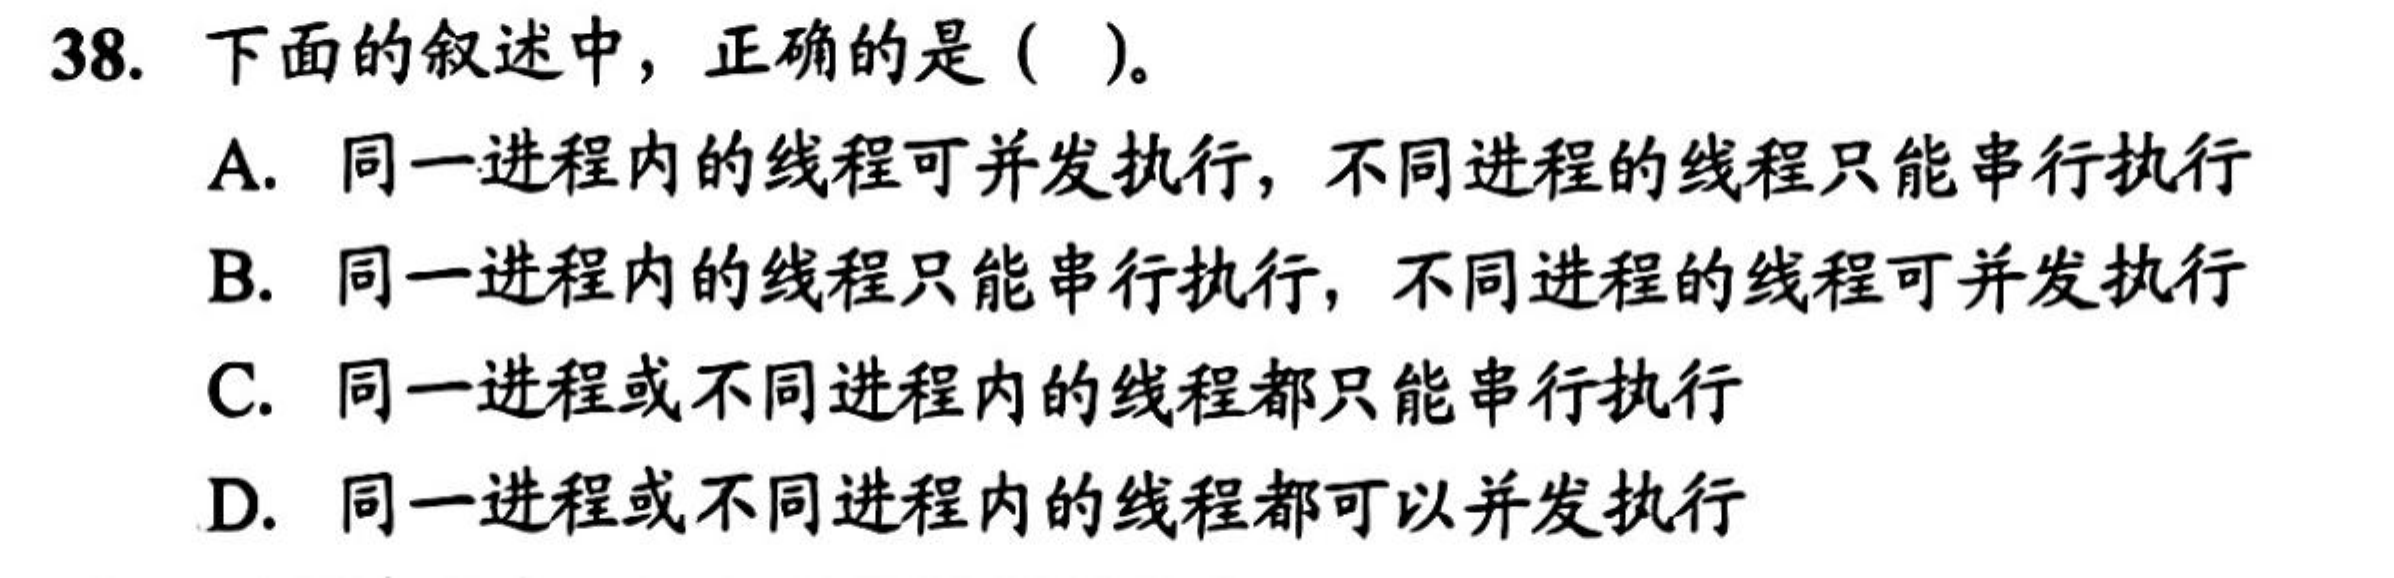 38. 下面的叙述中，正确的是（ ）。
A. 同一进程内的线程可并发执行，不同进程的线程只能串行执行
B. 同一进程内的线程只能串行执行，不同进程的线程可并发执行
C. 同一进程或不同进程内的线程都只能串行执行
D. 同一进程或不同进程内的线程都可以并发执行